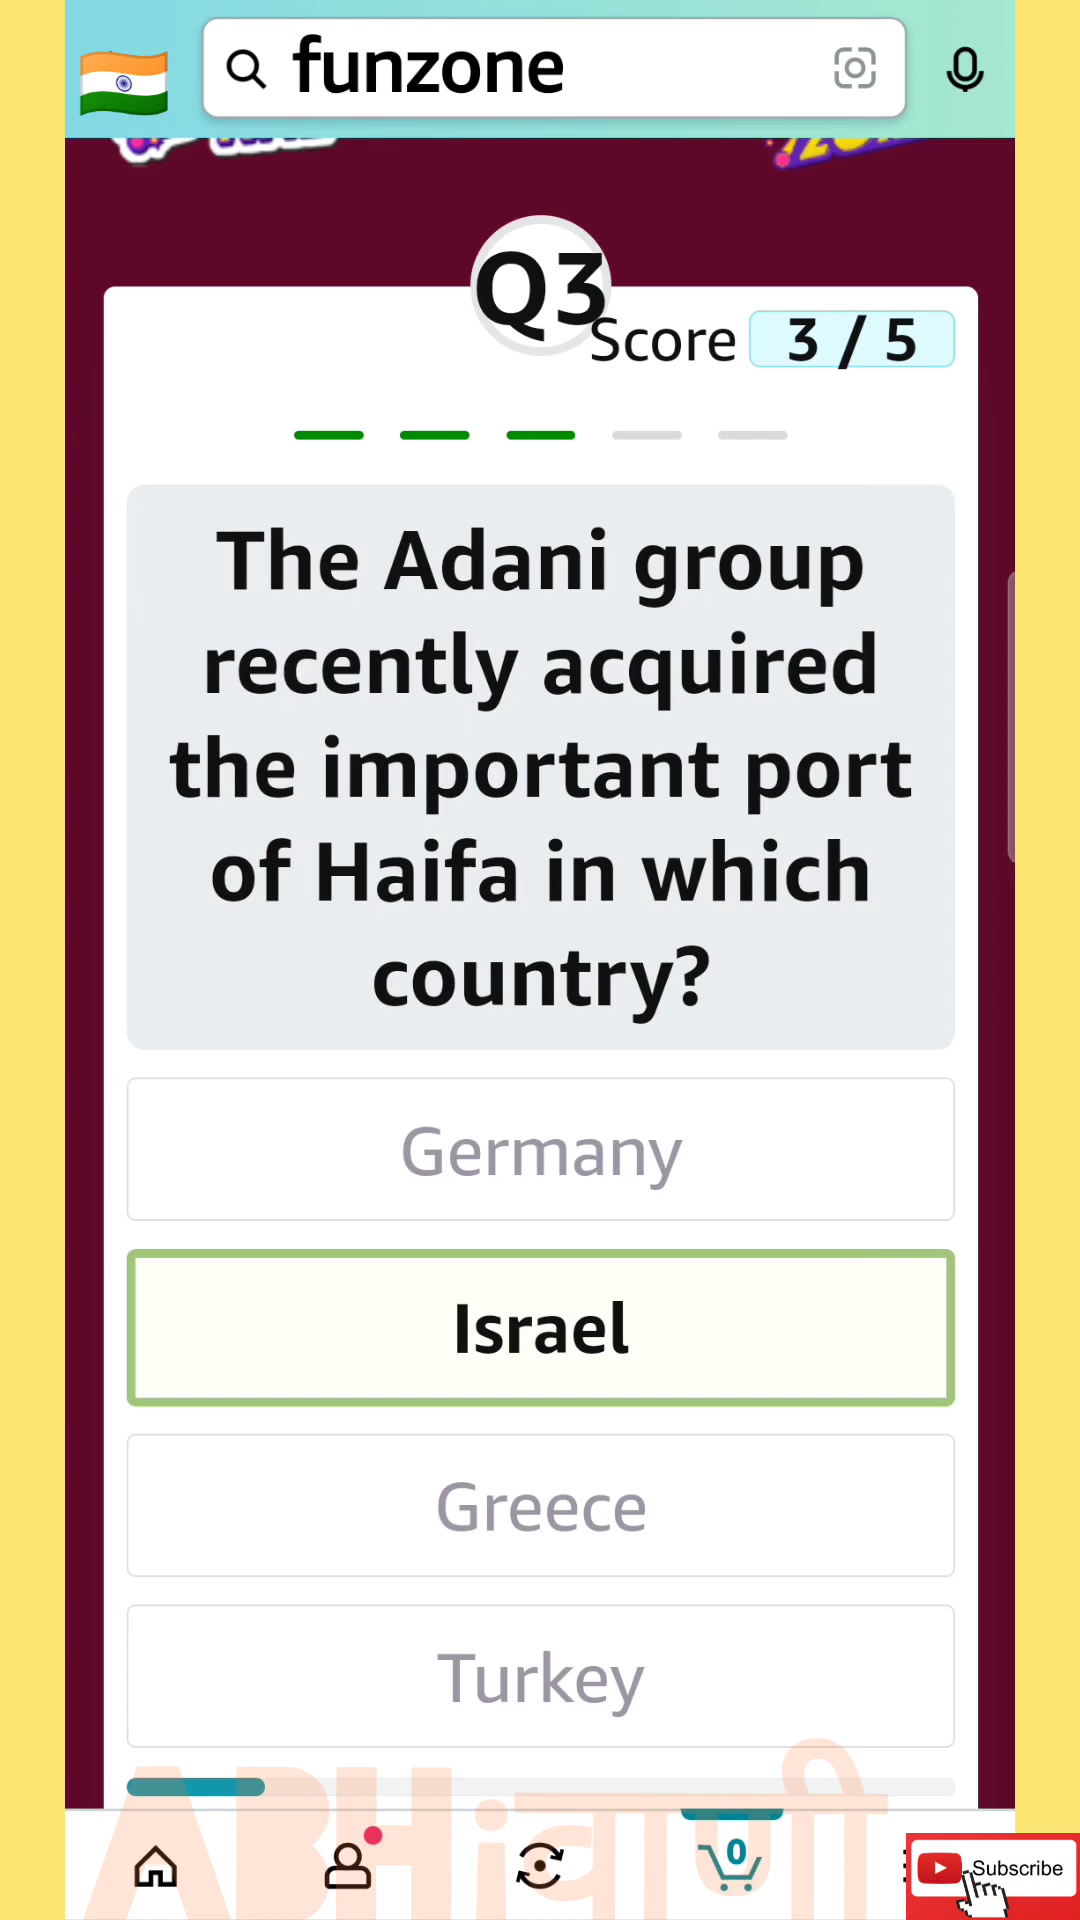 funzone
Q3
Score 3 / 5
The Adani group
recently acquired
the important port
of Haifa in which
country?
Germany
Israel
Greece
Turkey
ABHiवाणी
0
Subscribe